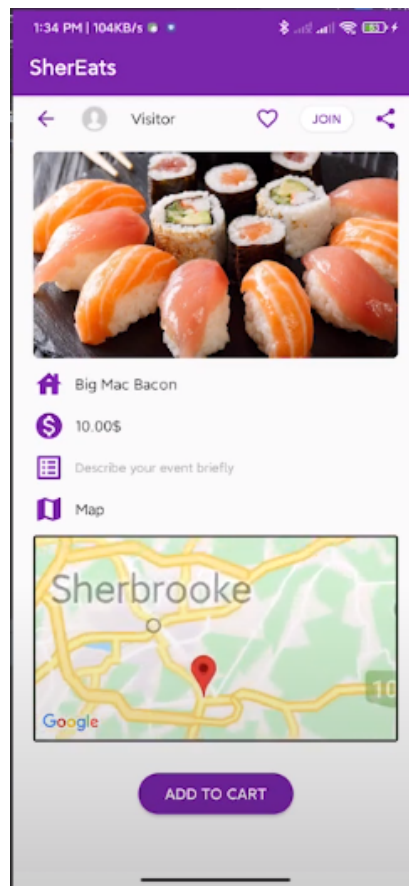 1:34 PM | 104KB/s
SherEats
Visitor
JOIN
Big Mac Bacon
10.00$
Describe your event briefly
Map
Sherbrooke
10
Google
ADD TO CART